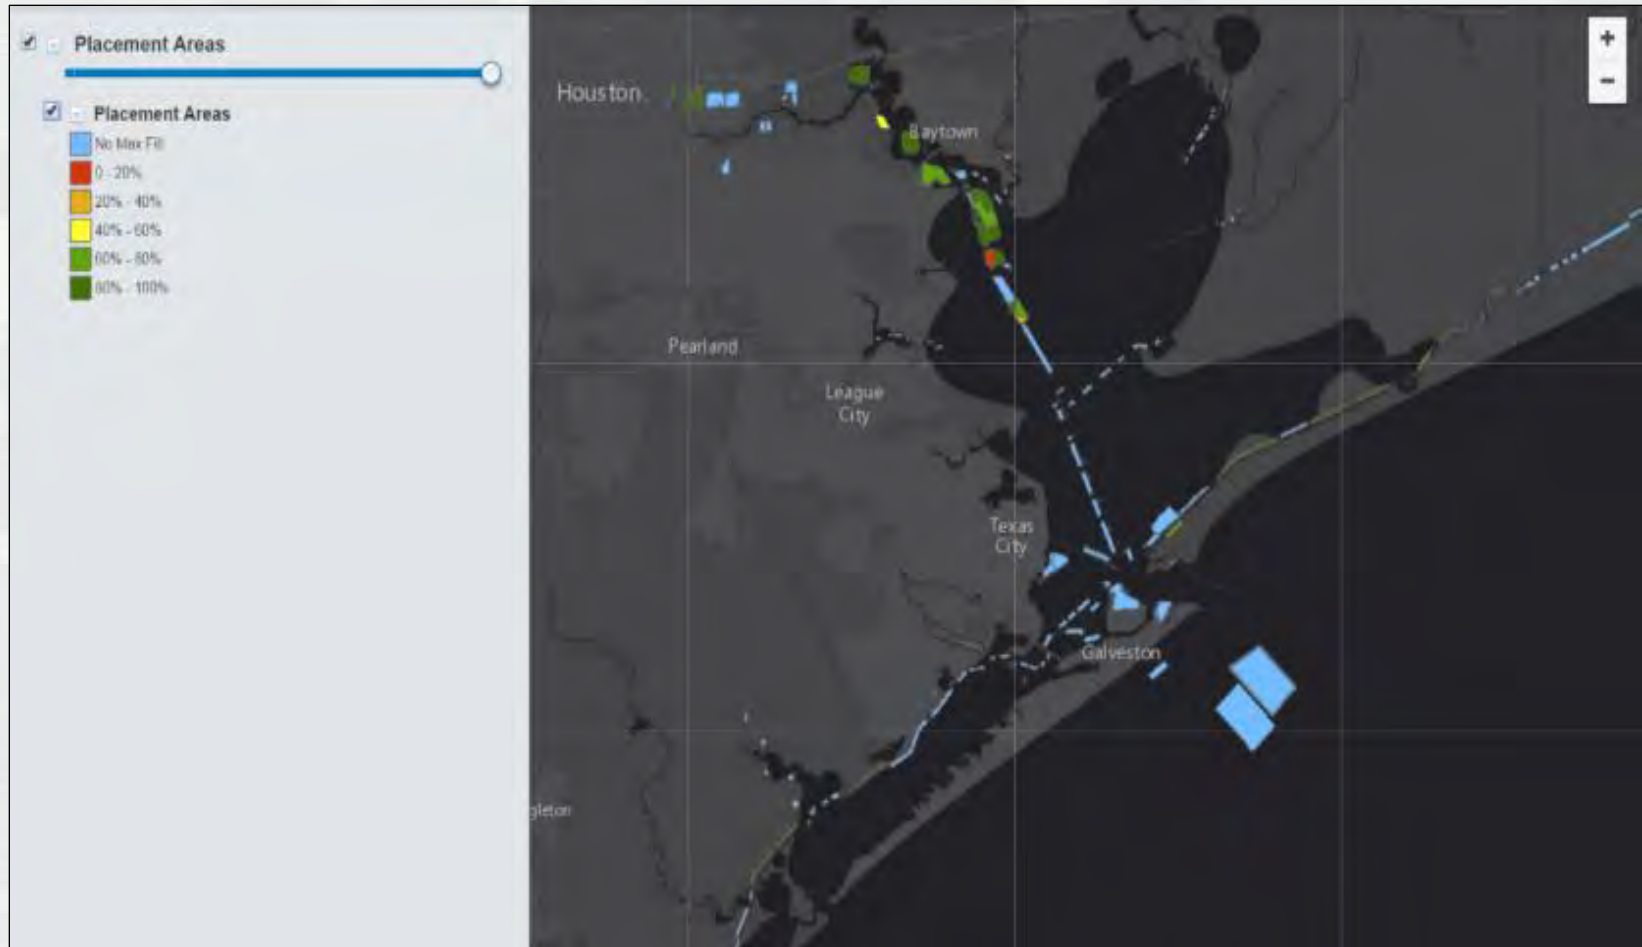 Placement Areas
Placement Areas
No Max Fill
0 - 20%
20% - 40%
40% - 60%
60% - 80%
80% - 100%
+
−
Houston
Baytown
Pearland
League
City
Texas
City
Galveston
gleton